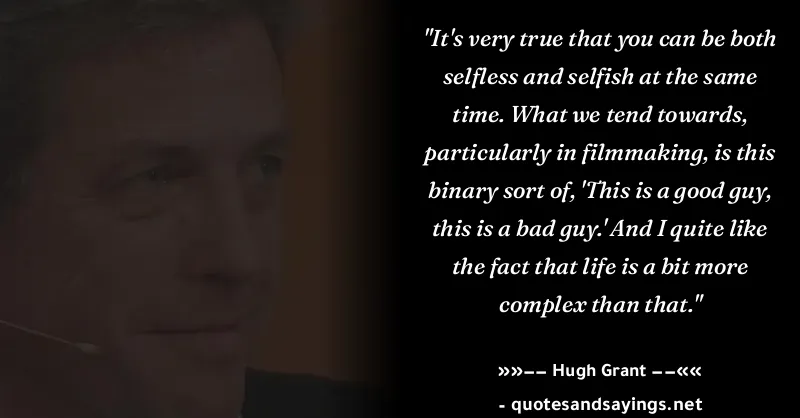 "It's very true that you can be both
selfless and selfish at the same
time. What we tend towards,
particularly in filmmaking, is this
binary sort of, 'This is a good guy,
this is a bad guy.' And I quite like
the fact that life is a bit more
complex than that."
»»–– Hugh Grant ––««
- quotesandsayings.net